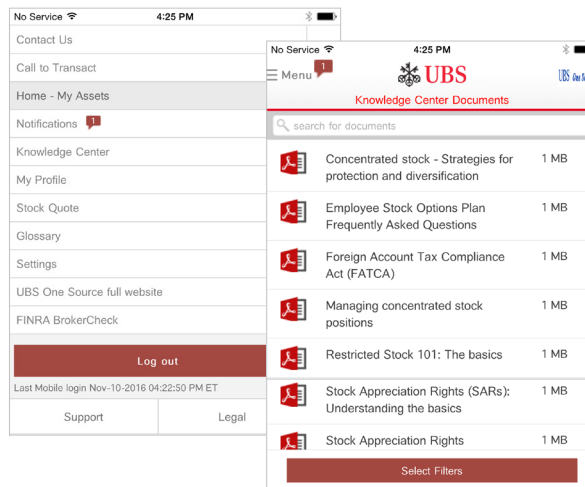 No Service 4:25 PM
Contact Us
Call to Transact
Home - My Assets
Notifications 1
Knowledge Center
My Profile
Stock Quote
Glossary
Settings
UBS One Source full website
FINRA BrokerCheck
Log out
Last Mobile login Nov-10-2016 04:22:50 PM ET
Support Legal
No Service 4:25 PM
Menu 1 UBS UBS One
Knowledge Center Documents
search for documents
Concentrated stock - Strategies for 1 MB
protection and diversification
Employee Stock Options Plan 1 MB
Frequently Asked Questions
Foreign Account Tax Compliance 1 MB
Act (FATCA)
Managing concentrated stock 1 MB
positions
Restricted Stock 101: The basics 1 MB
Stock Appreciation Rights (SARs): 1 MB
Understanding the basics
Stock Appreciation Rights 1 MB
Select Filters